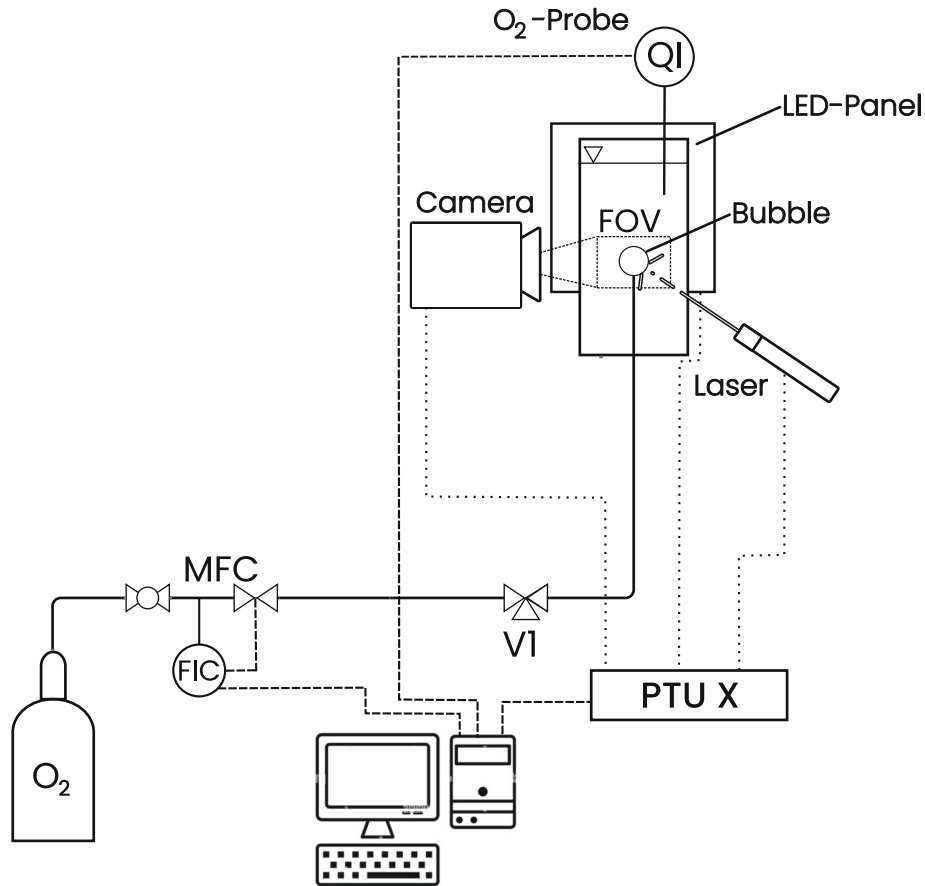 O₂-Probe
QI
LED-Panel
Camera
FOV
Bubble
Laser
MFC
V1
FIC
PTU X
O₂